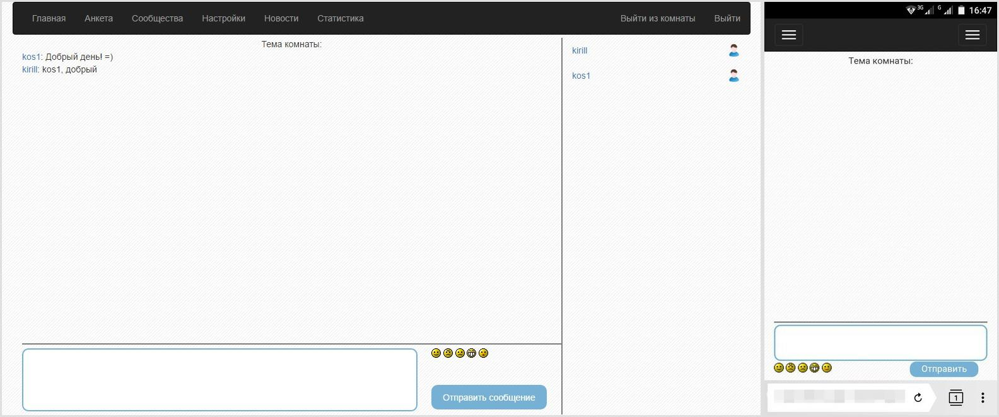 Главная Анкета Сообщества Настройки Новости Статистика Выйти из комнаты Выйти
Тема комнаты:
kos1: Добрый день! =)
kirill: kos1, добрый
kirill
kos1
Отправить сообщение
3G G 16:47
Тема комнаты:
Отправить
1